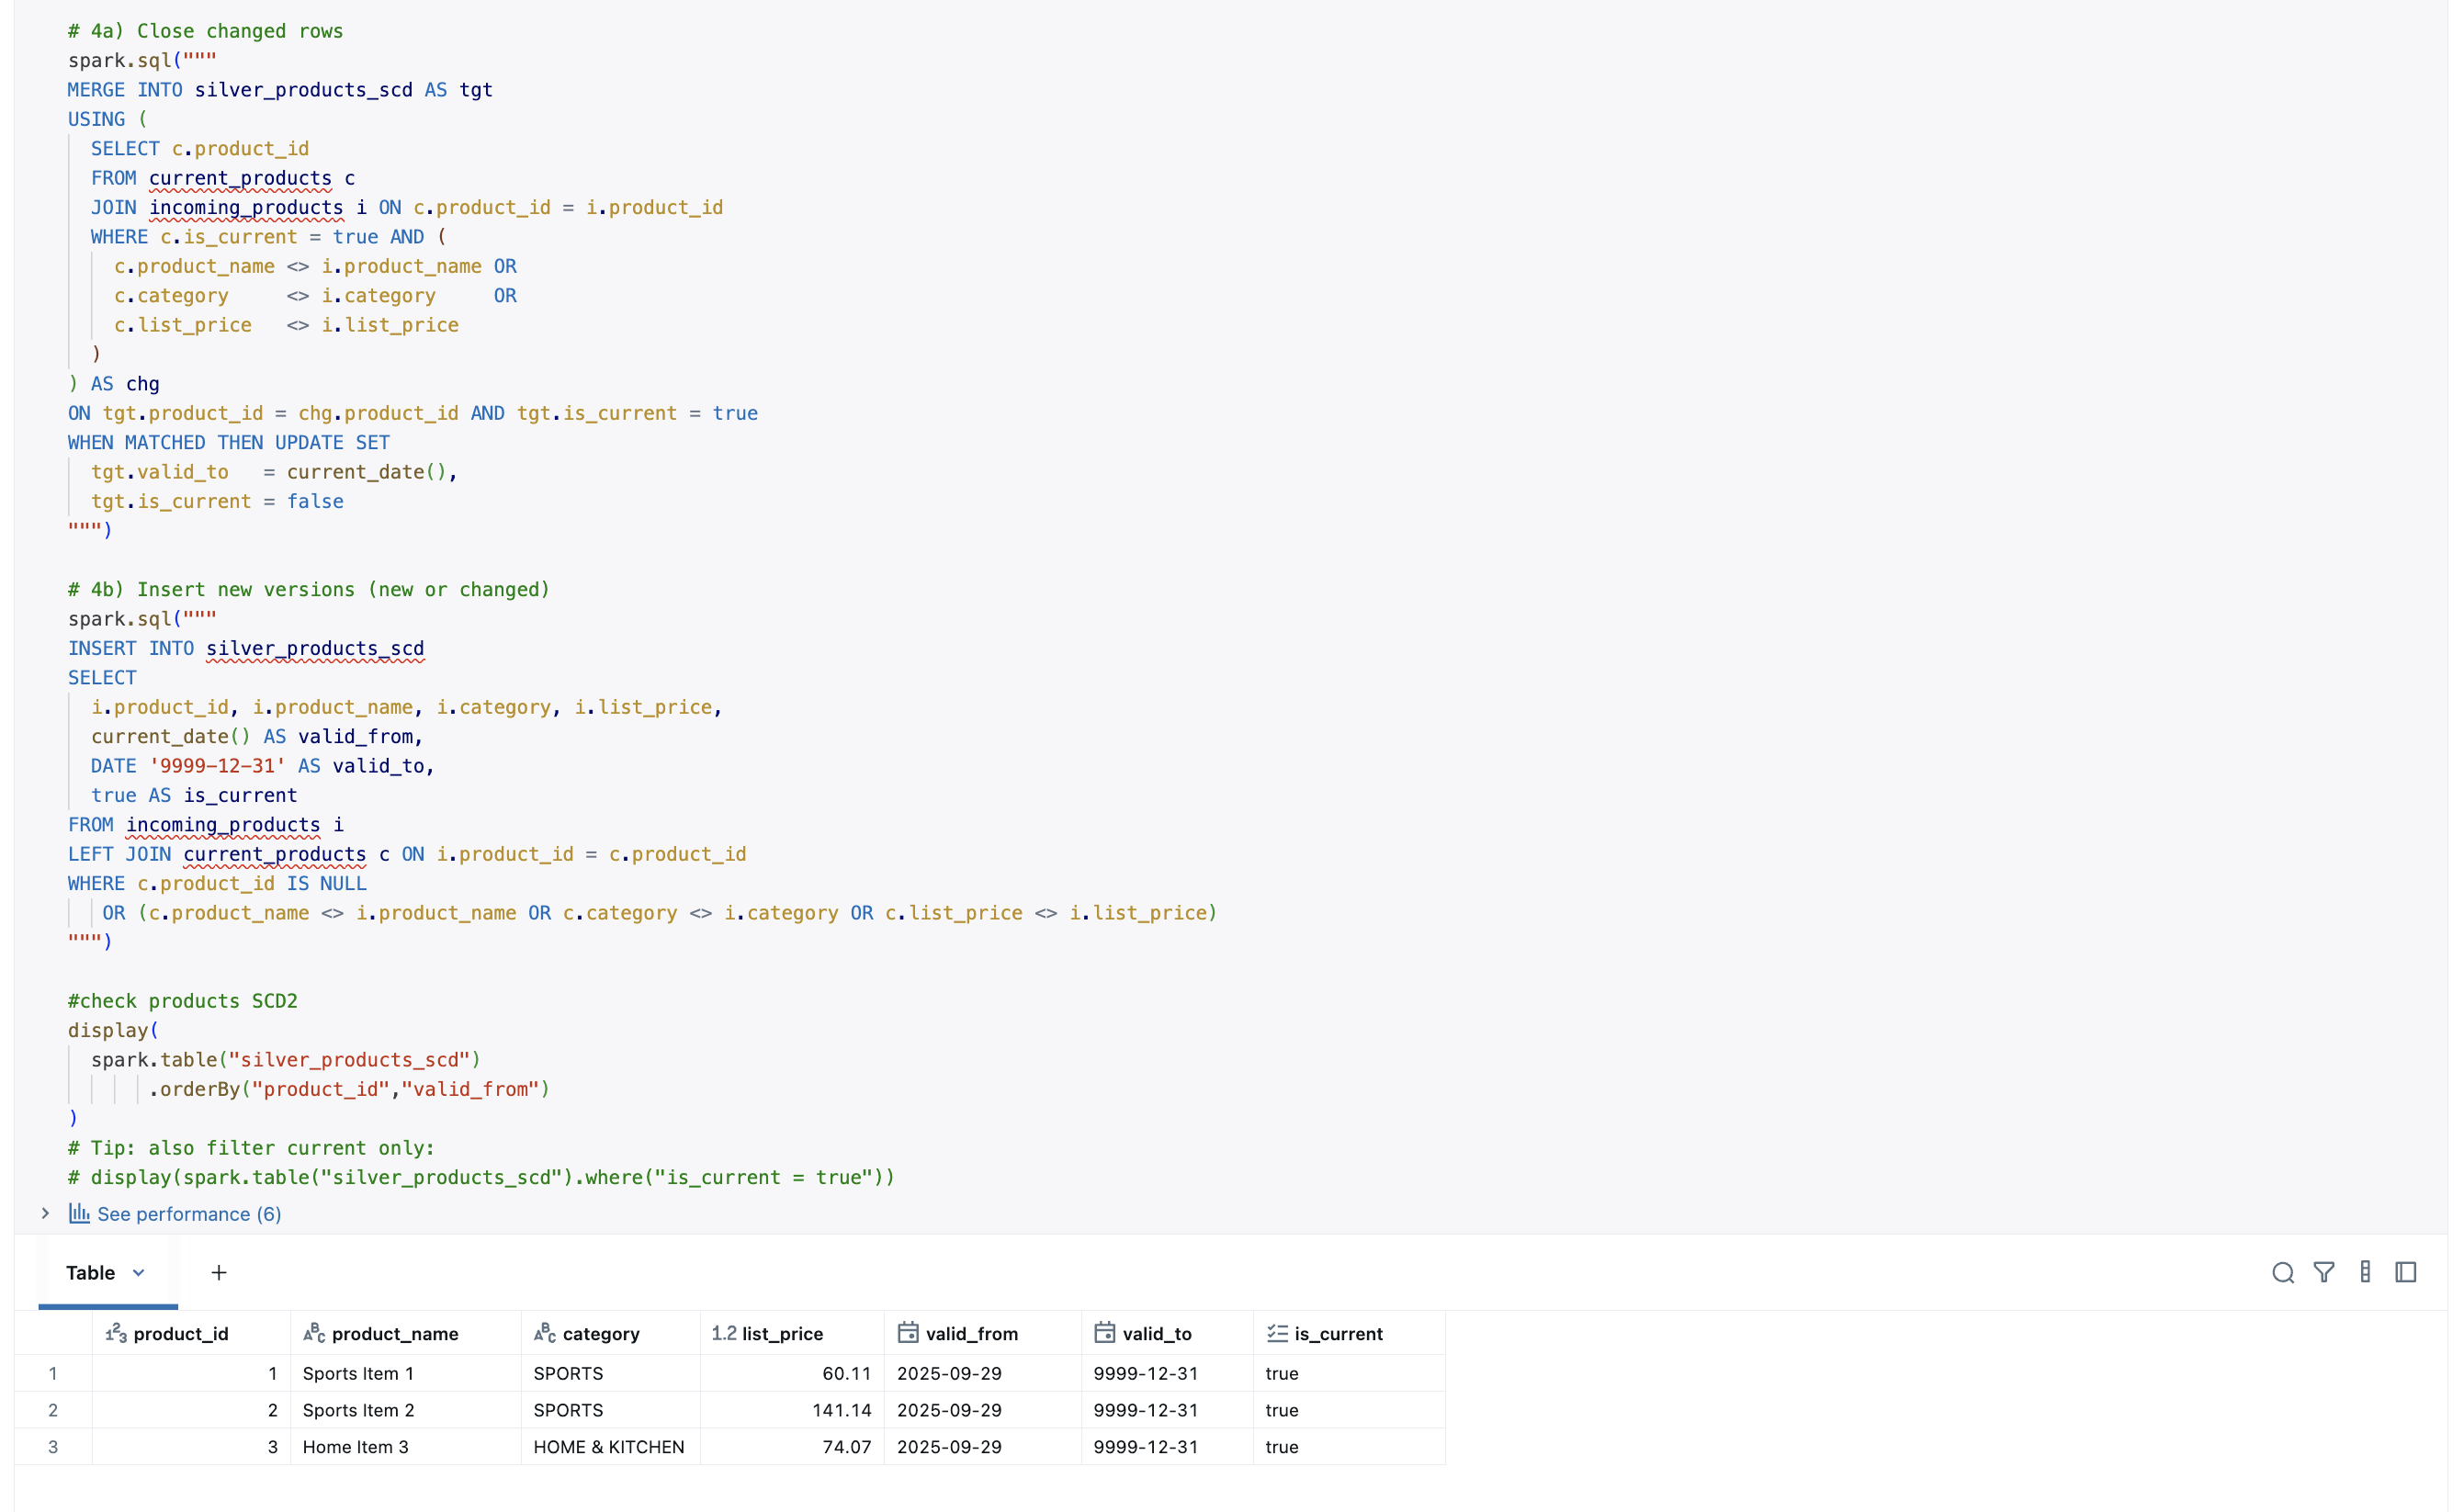 # 4a) Close changed rows
spark.sql("""
MERGE INTO silver_products_scd AS tgt
USING (
  SELECT c.product_id
  FROM current_products c
  JOIN incoming_products i ON c.product_id = i.product_id
  WHERE c.is_current = true AND (
    c.product_name <> i.product_name OR
    c.category     <> i.category     OR
    c.list_price   <> i.list_price
  )
) AS chg
ON tgt.product_id = chg.product_id AND tgt.is_current = true
WHEN MATCHED THEN UPDATE SET
  tgt.valid_to   = current_date(),
  tgt.is_current = false
""")
# 4b) Insert new versions (new or changed)
spark.sql("""
INSERT INTO silver_products_scd
SELECT
  i.product_id, i.product_name, i.category, i.list_price,
  current_date() AS valid_from,
  DATE '9999-12-31' AS valid_to,
  true AS is_current
FROM incoming_products i
LEFT JOIN current_products c ON i.product_id = c.product_id
WHERE c.product_id IS NULL
   OR (c.product_name <> i.product_name OR c.category <> i.category OR c.list_price <> i.list_price)
""")
#check products SCD2
display(
  spark.table("silver_products_scd")
       .orderBy("product_id","valid_from")
)
# Tip: also filter current only:
# display(spark.table("silver_products_scd").where("is_current = true"))
See performance (6)
Table +
product_id product_name category 1.2 list_price valid_from valid_to is_current
1 1 Sports Item 1 SPORTS 60.11 2025-09-29 9999-12-31 true
2 2 Sports Item 2 SPORTS 141.14 2025-09-29 9999-12-31 true
3 3 Home Item 3 HOME & KITCHEN 74.07 2025-09-29 9999-12-31 true